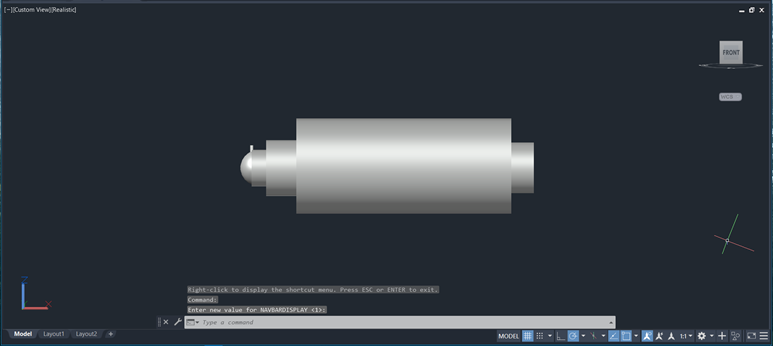 [−][Custom View][Realistic]
FRONT
WCS
Right-click to display the shortcut menu. Press ESC or ENTER to exit.
Command:
Enter new value for NAVBARDISPLAY <1>:
Type a command
Model Layout1 Layout2 +
MODEL 1:1
Z
X